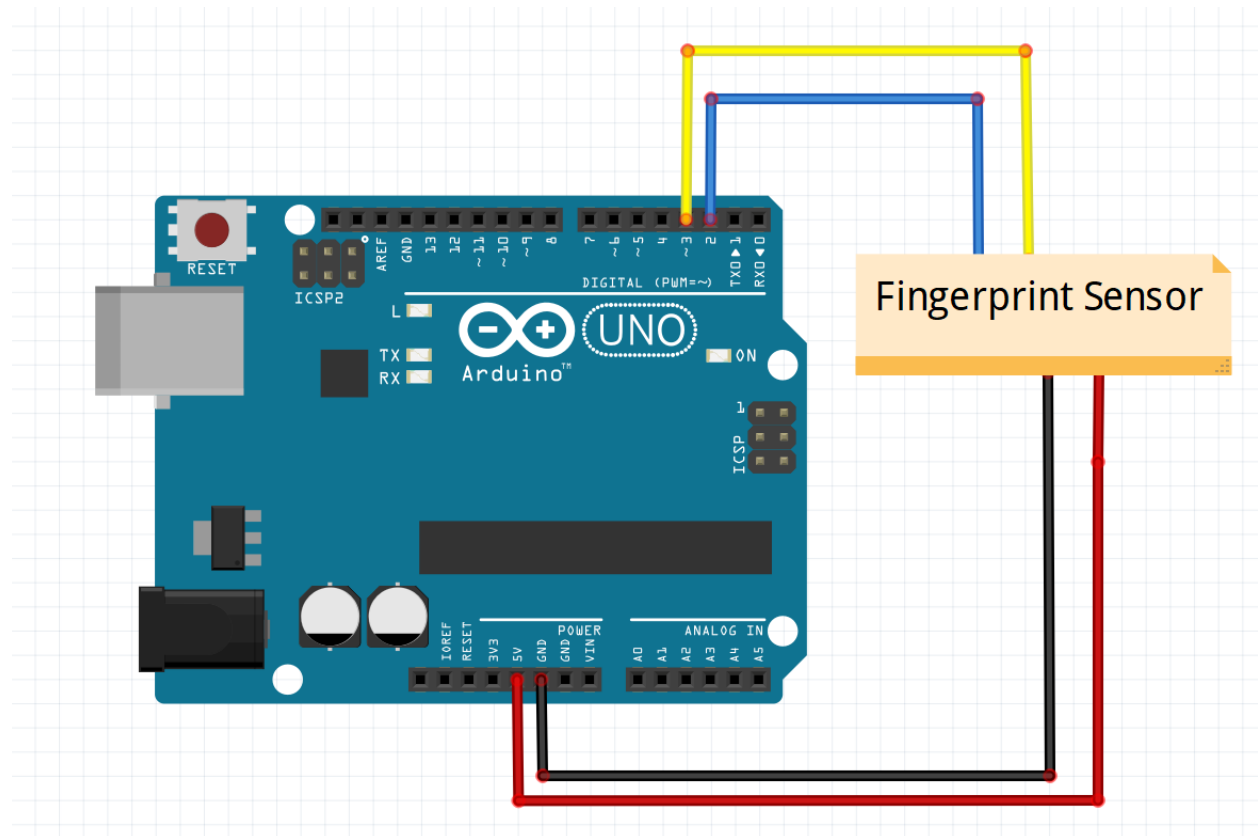 RESET
ICSP2
AREF
GND
13
12
~11
~10
~9
8
7
~6
~5
4
~3
2
TX0▶1
RX0◀0
DIGITAL (PWM=~)
Fingerprint Sensor
L
TX
RX
UNO
ON
Arduino™
1
ICSP
IOREF
RESET
3V3
5V
GND
GND
VIN
POWER
ANALOG IN
A0
A1
A2
A3
A4
A5